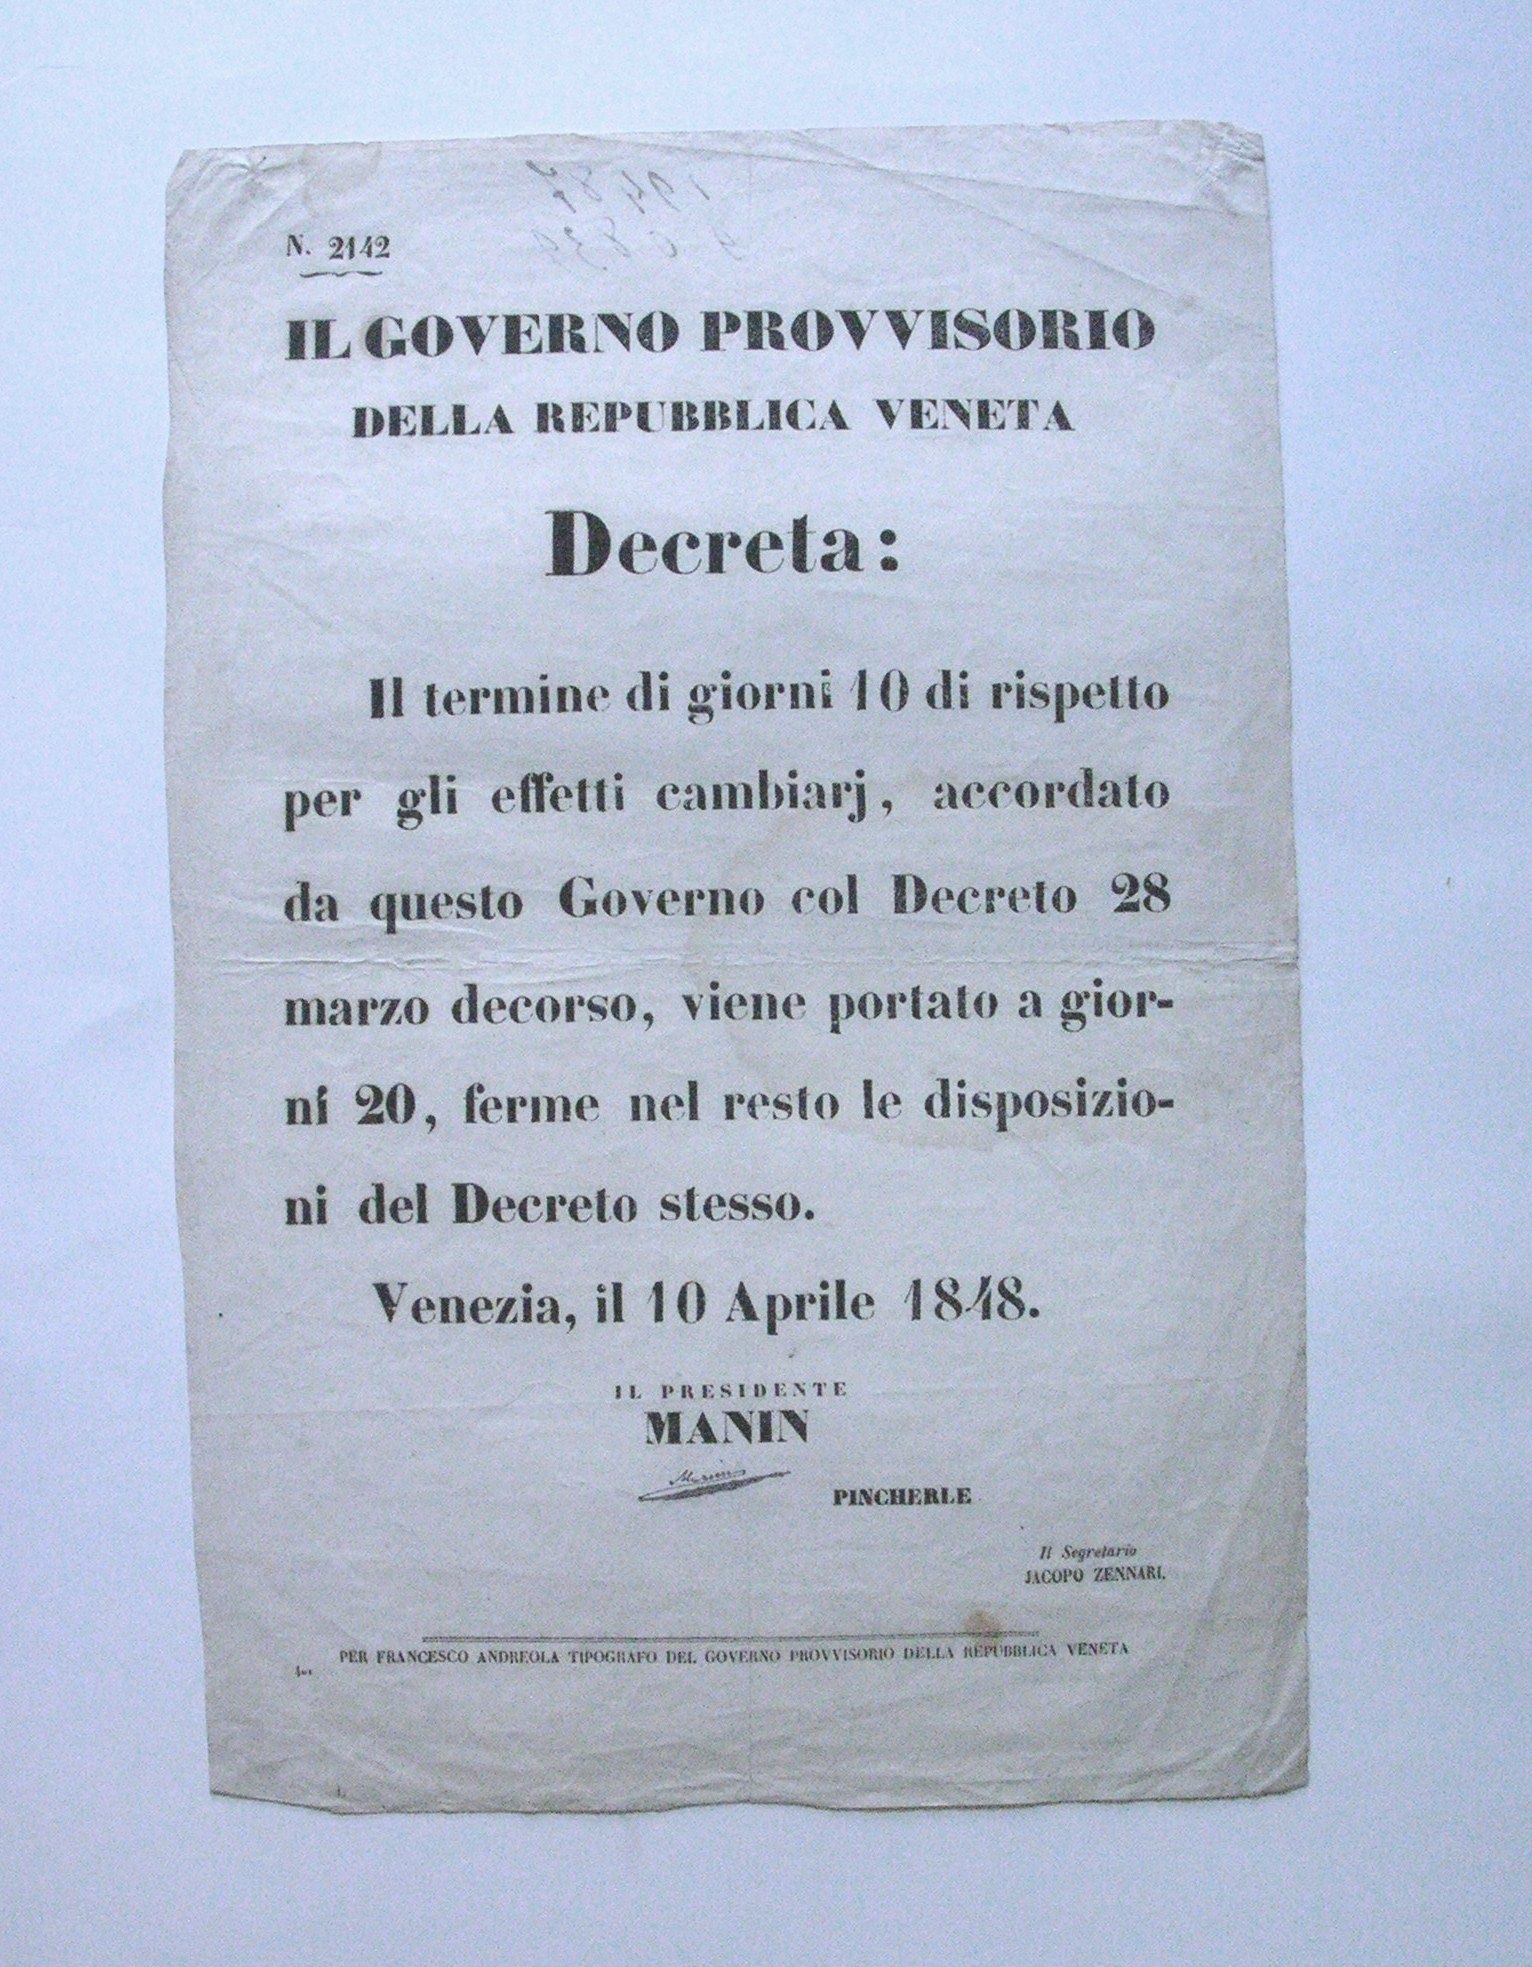 N. 2142
IL GOVERNO PROVVISORIO
DELLA REPUBBLICA VENETA
Decreta:
Il termine di giorni 10 di rispetto
per gli effetti cambiarj, accordato
da questo Governo col Decreto 28
marzo decorso, viene portato a gior-
ni 20, ferme nel resto le disposizio-
ni del Decreto stesso.
Venezia, il 10 Aprile 1848.
IL PRESIDENTE
MANIN
Manin
PINCHERLE
Il Segretario
JACOPO ZENNARI.
PER FRANCESCO ANDREOLA TIPOGRAFO DEL GOVERNO PROVVISORIO DELLA REPUBBLICA VENETA